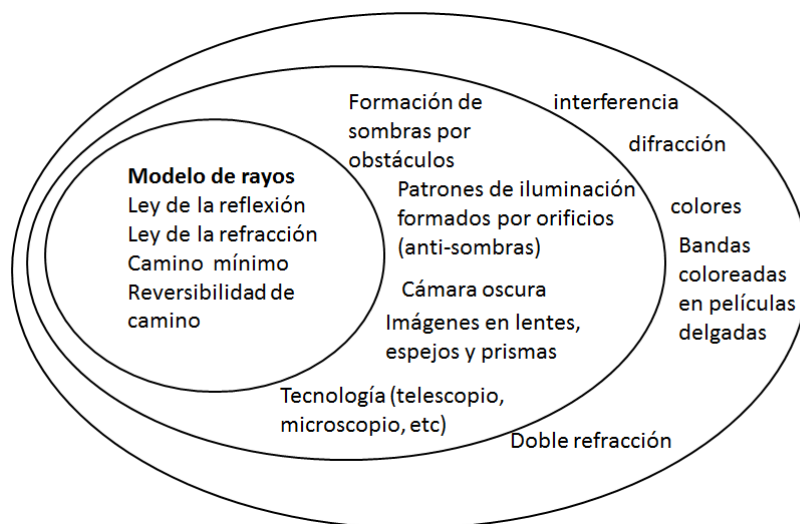 Modelo de rayos
Ley de la reflexión
Ley de la refracción
Camino mínimo
Reversibilidad de
camino
Formación de
sombras por
obstáculos
Patrones de iluminación
formados por orificios
(anti-sombras)
Cámara oscura
Imágenes en lentes,
espejos y prismas
Tecnología (telescopio,
microscopio, etc)
interferencia
difracción
colores
Bandas
coloreadas
en películas
delgadas
Doble refracción